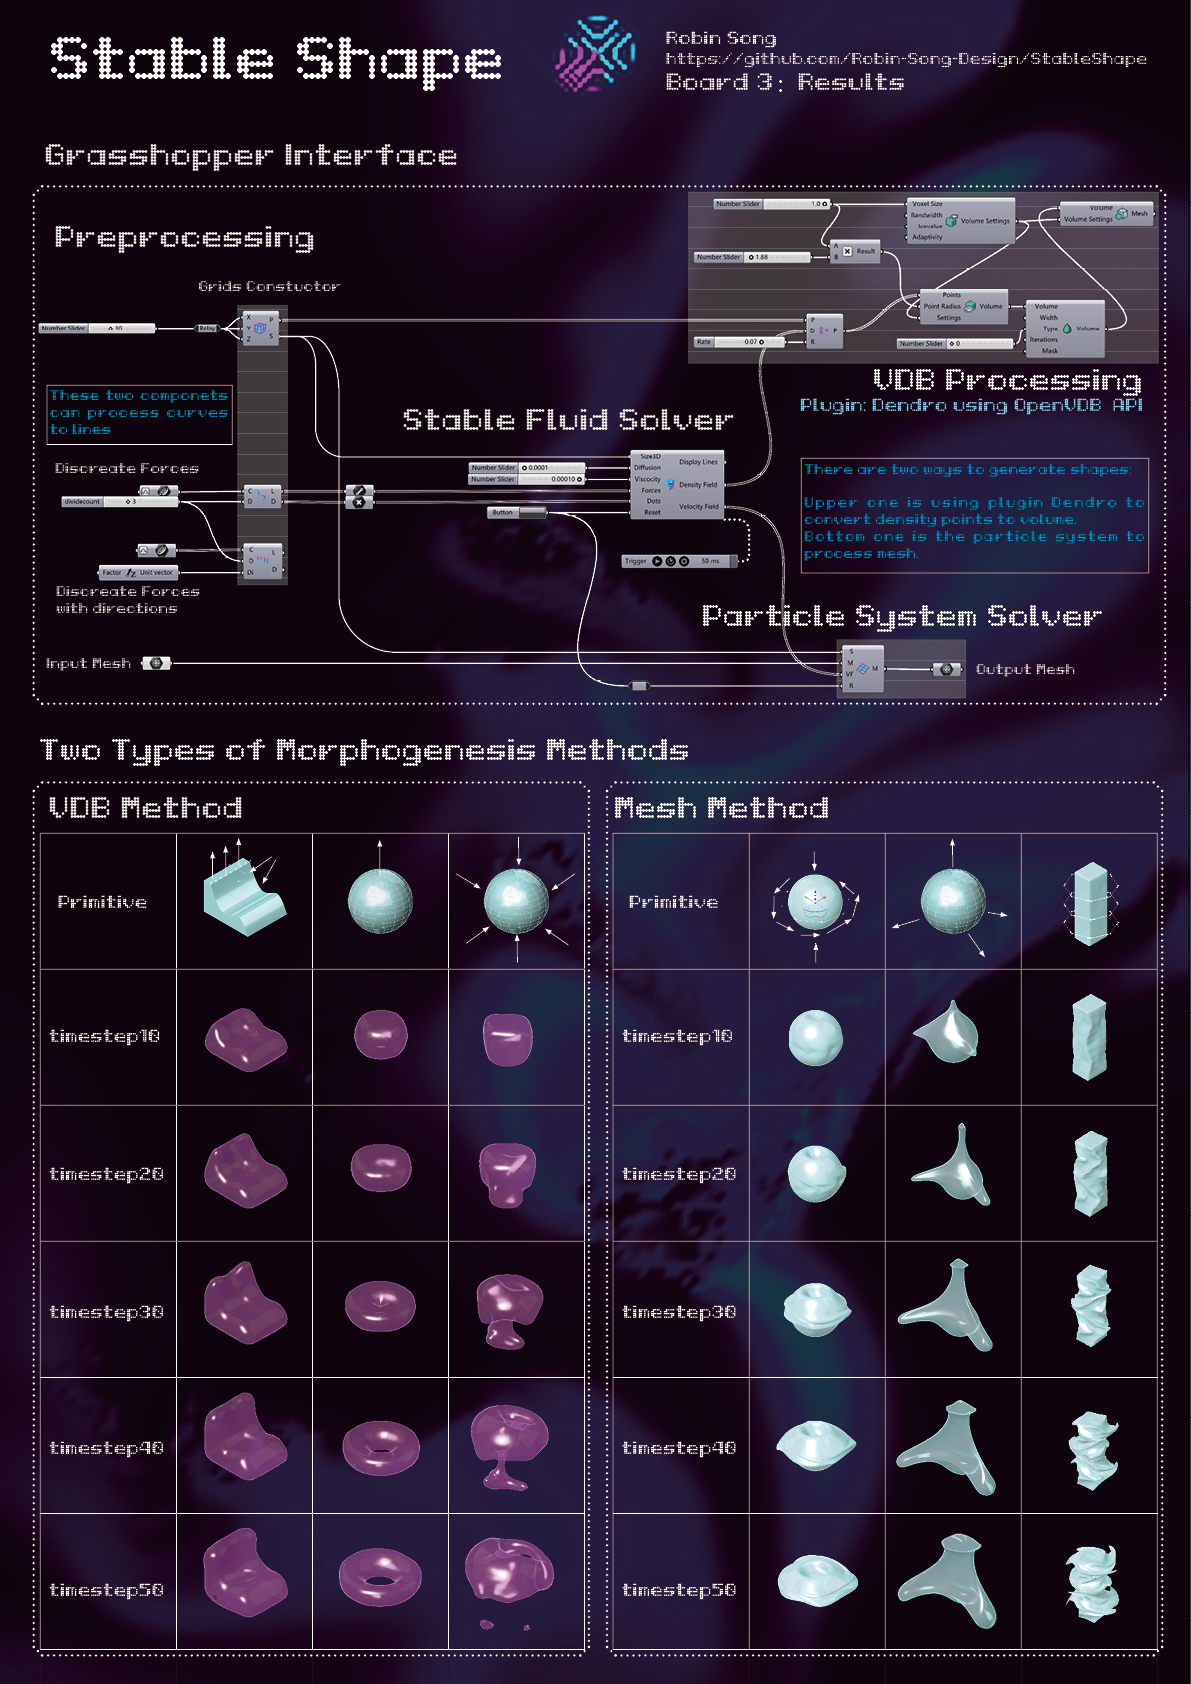 Stable Shape
Robin Song
https://github.com/Robin-Song-Design/StableShape
Board 3: Results
Grasshopper Interface
Preprocessing
Grids Constuctor
Number Slider 30
Relay
X
Y
Z
P
S
These two componets
can process curves
to lines
Discreate Forces
dividecount 3
C
D
L
D
C
D
Di
L
D
Factor Unit vector
Discreate Forces
with directions
Input Mesh
Stable Fluid Solver
Number Slider 0.0001
Number Slider 0.00010
Button
Size3D
Diffusion
Viscosity
Forces
Dots
Reset
Display Lines
Density Field
Velocity Field
Trigger 50 ms
Number Slider 1.0
Number Slider 1.88
Voxel Size
Bandwidth
Isovalue
Adaptivity
Volume Settings
A
B
Result
Volume
Volume Settings
Mesh
Points
Point Radius
Settings
Volume
P
D
R
P
Rate 0.07
Number Slider 0
Volume
Width
Type
Iterations
Mask
Volume
VDB Processing
Plugin: Dendro using OpenVDB API
There are two ways to generate shapes:
Upper one is using plugin Dendro to
convert density points to volume.
Bottom one is the particle system to
process mesh.
Particle System Solver
S
M
VF
R
M
Output Mesh
Two Types of Morphogenesis Methods
VDB Method
Primitive
timestep10
timestep20
timestep30
timestep40
timestep50
Mesh Method
Primitive
timestep10
timestep20
timestep30
timestep40
timestep50